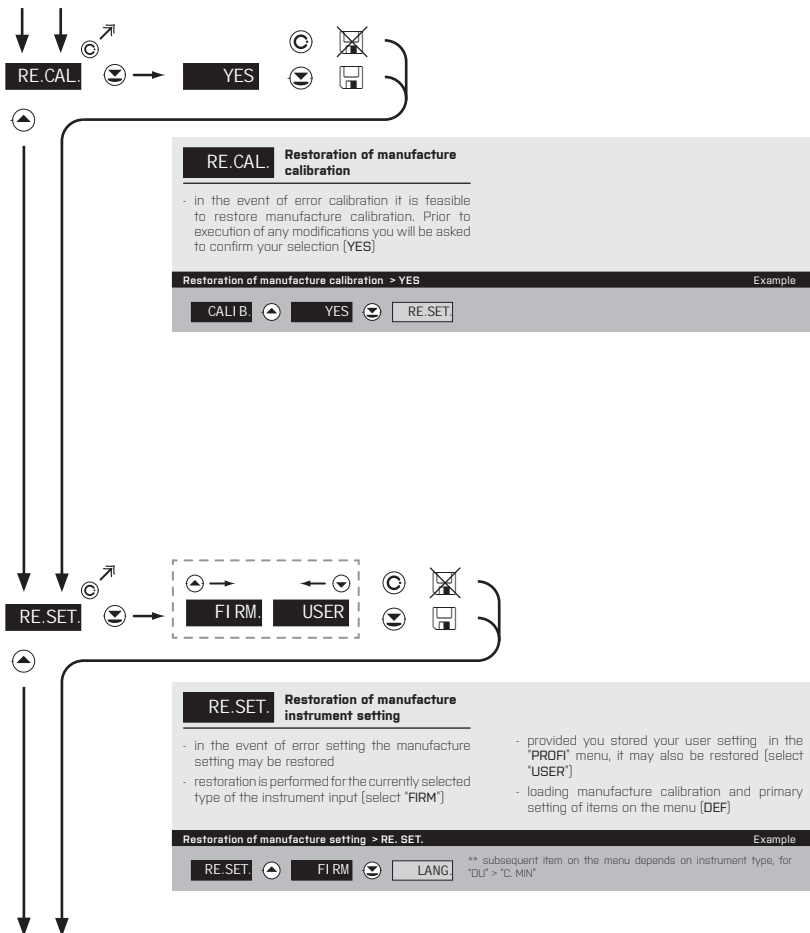 C
RE.CAL.
YES
C
RE.CAL.
Restoration of manufacture
calibration
- in the event of error calibration it is feasible
to restore manufacture calibration. Prior to
execution of any modifications you will be asked
to confirm your selection (YES)
Restoration of manufacture calibration > YES
Example
CALI B.
YES
RE.SET.
C
RE.SET.
FI RM.
USER
C
RE.SET.
Restoration of manufacture
instrument setting
- in the event of error setting the manufacture
setting may be restored
- restoration is performed for the currently selected
type of the instrument input (select "FIRM")
- provided you stored your user setting in the
"PROFI" menu, it may also be restored (select
"USER")
- loading manufacture calibration and primary
setting of items on the menu (DEF)
Restoration of manufacture setting > RE. SET.
Example
RE.SET.
FI RM
LANG.
** subsequent item on the menu depends on instrument type, for
"DU" > "C. MIN"